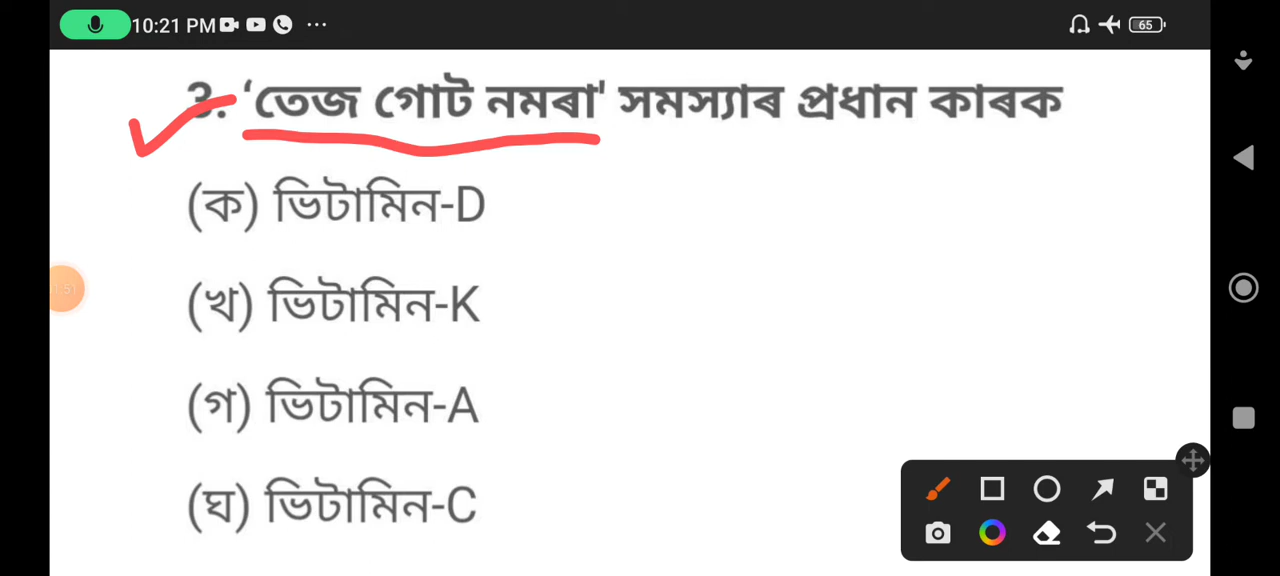 10:21 PM
65
3. ‘তেজ গোট নমৰা' সমস্যাৰ প্ৰধান কাৰক
(ক) ভিটামিন-D
(খ) ভিটামিন-K
(গ) ভিটামিন-A
(ঘ) ভিটামিন-C